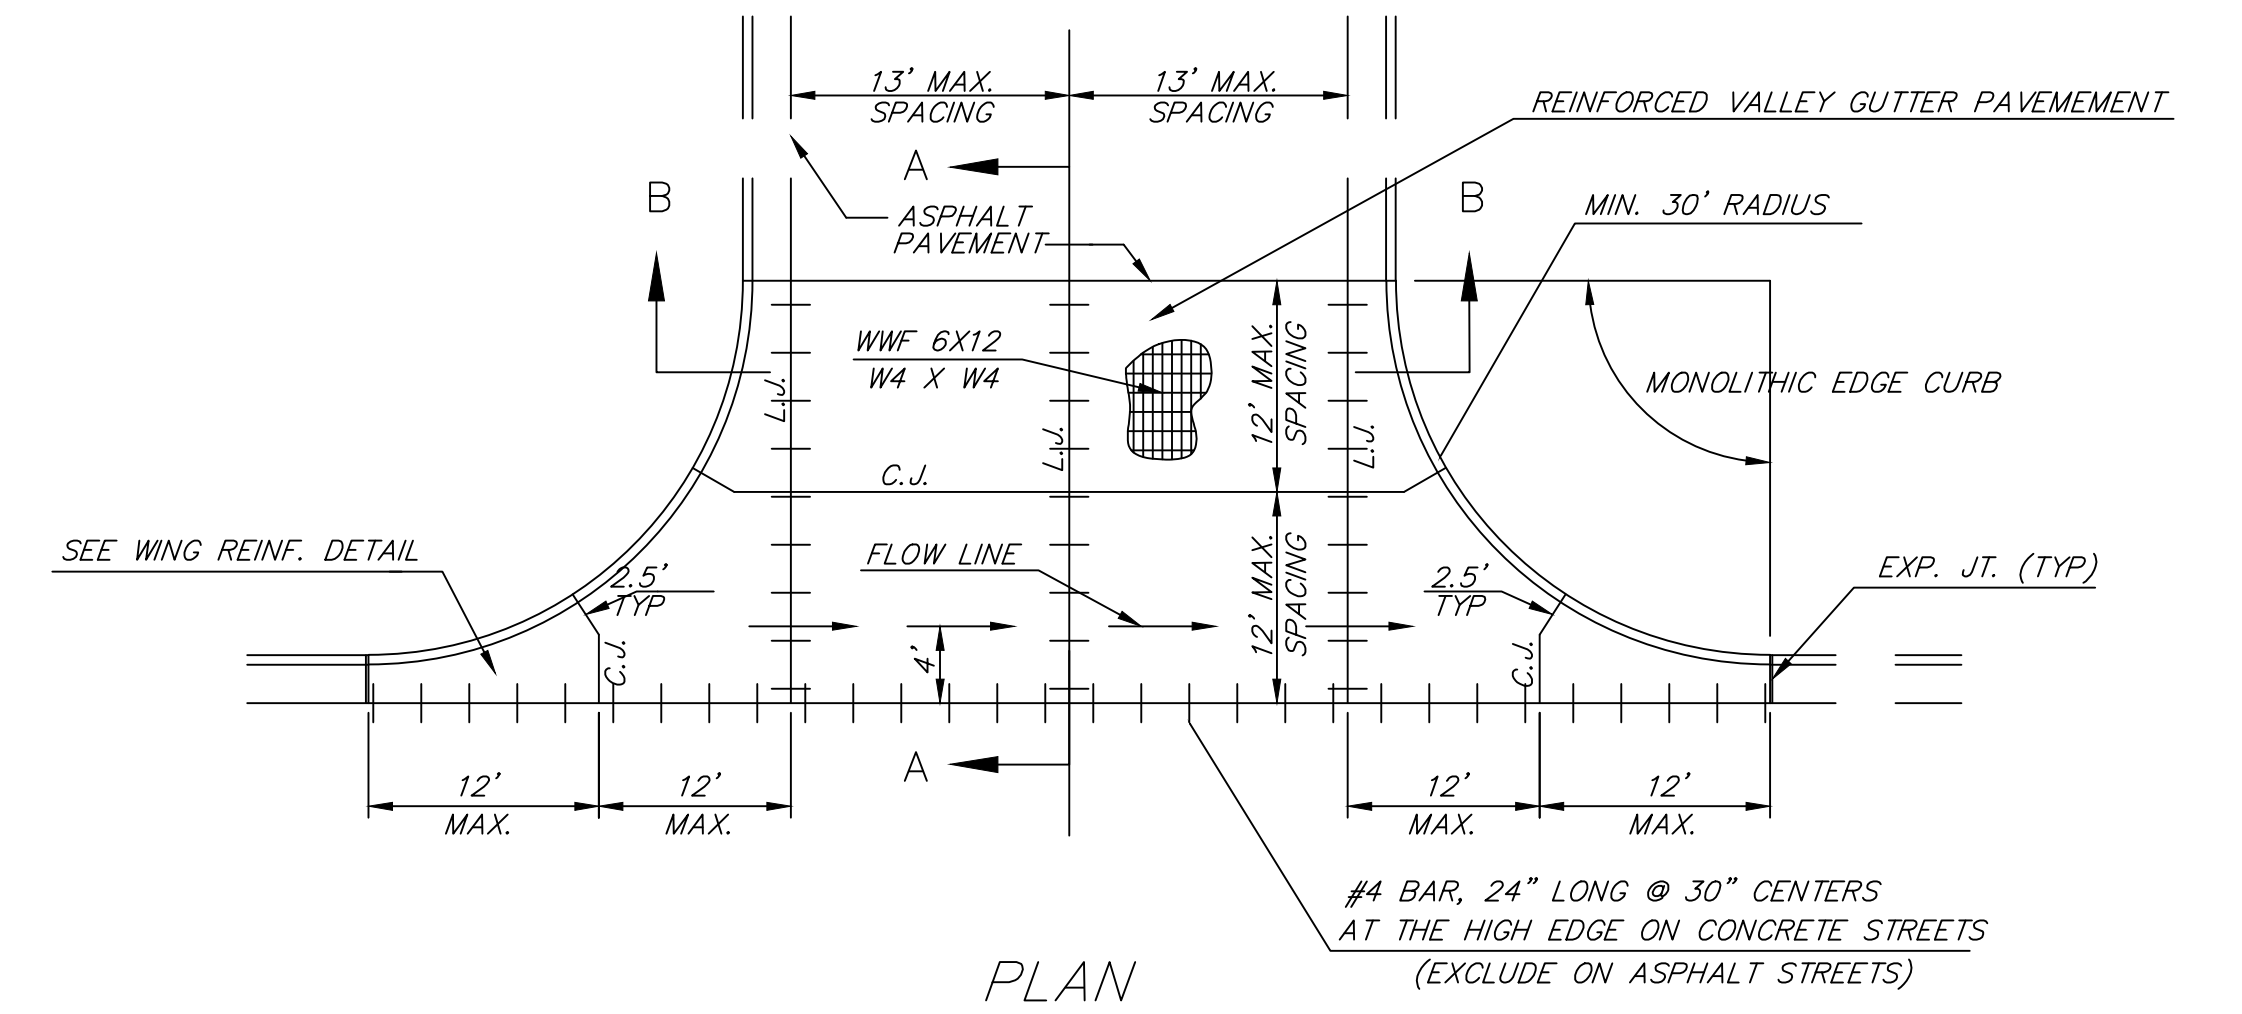 13' MAX.
SPACING
13' MAX.
SPACING
REINFORCED VALLEY GUTTER PAVEMEMENT
A
B
B
MIN. 30' RADIUS
ASPHALT
PAVEMENT
WWF 6X12
W4 X W4
12' MAX.
SPACING
MONOLITHIC EDGE CURB
L.J.
L.J.
L.J.
C.J.
SEE WING REINF. DETAIL
FLOW LINE
2.5'
TYP
2.5'
TYP
EXP. JT. (TYP)
12' MAX.
SPACING
4'
C.J.
C.J.
A
12'
MAX.
12'
MAX.
12'
MAX.
12'
MAX.
#4 BAR, 24" LONG @ 30" CENTERS
AT THE HIGH EDGE ON CONCRETE STREETS
(EXCLUDE ON ASPHALT STREETS)
PLAN